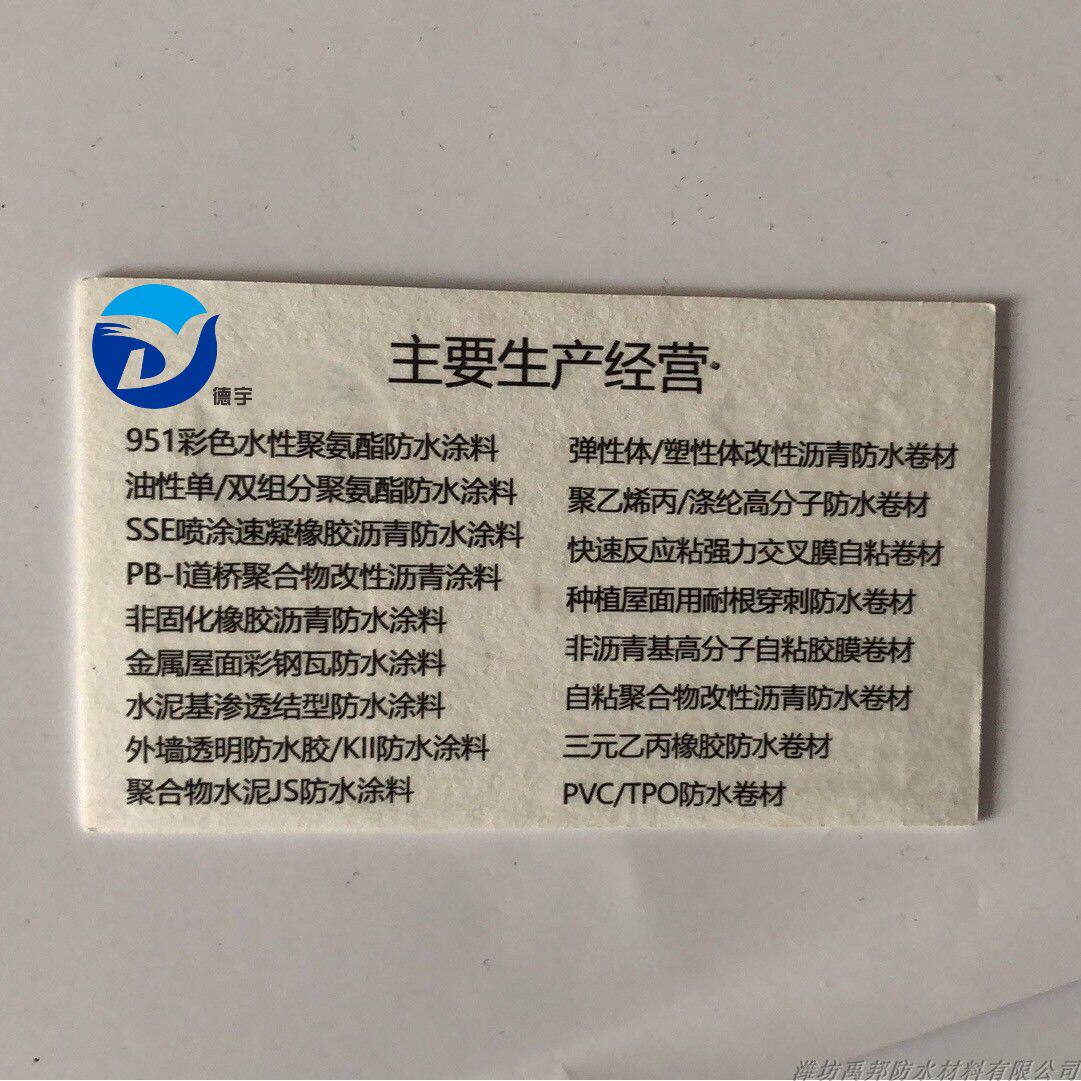 德宇
主要生产经营
951彩色水性聚氨酯防水涂料
油性单/双组分聚氨酯防水涂料
SSE喷涂速凝橡胶沥青防水涂料
PB-I道桥聚合物改性沥青涂料
非固化橡胶沥青防水涂料
金属屋面彩钢瓦防水涂料
水泥基渗透结型防水涂料
外墙透明防水胶/KII防水涂料
聚合物水泥JS防水涂料
弹性体/塑性体改性沥青防水卷材
聚乙烯丙/涤纶高分子防水卷材
快速反应粘强力交叉膜自粘卷材
种植屋面用耐根穿刺防水卷材
非沥青基高分子自粘胶膜卷材
自粘聚合物改性沥青防水卷材
三元乙丙橡胶防水卷材
PVC/TPO防水卷材
潍坊禹邦防水材料有限公司